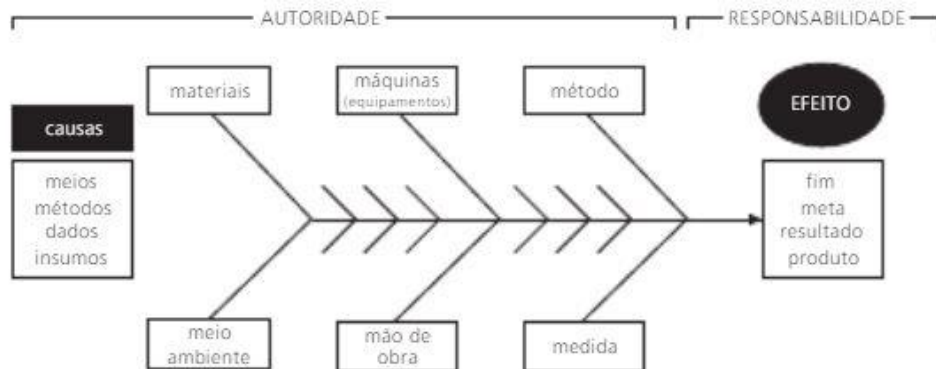 AUTORIDADE
RESPONSABILIDADE
materiais
máquinas
(equipamentos)
método
EFEITO
causas
meios
métodos
dados
insumos
fim
meta
resultado
produto
meio
ambiente
mão de
obra
medida